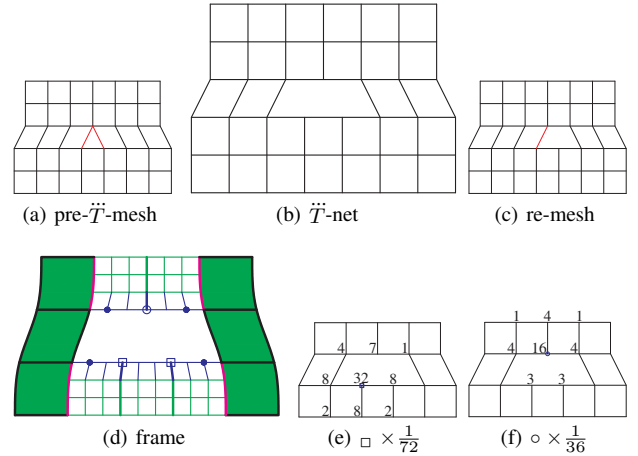 (a) pre-T⃛-mesh
(b) T⃛-net
(c) re-mesh
(d) frame
4 7 1
8 32 8
2 8 2
(e) □ × 1/72
1 4 1
4 16 4
3 3
(f) ○ × 1/36